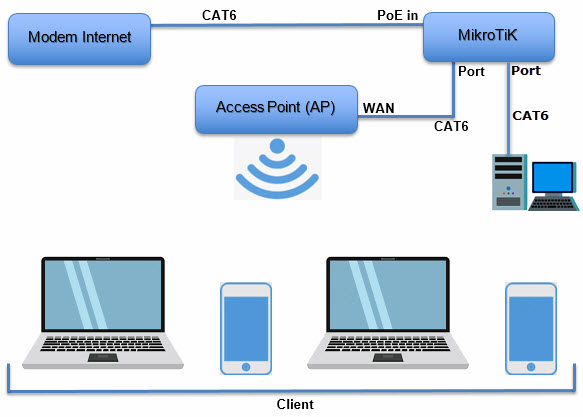 CAT6
PoE in
Modem Internet
MikroTiK
Port
Port
Access Point (AP)
WAN
CAT6
CAT6
Client